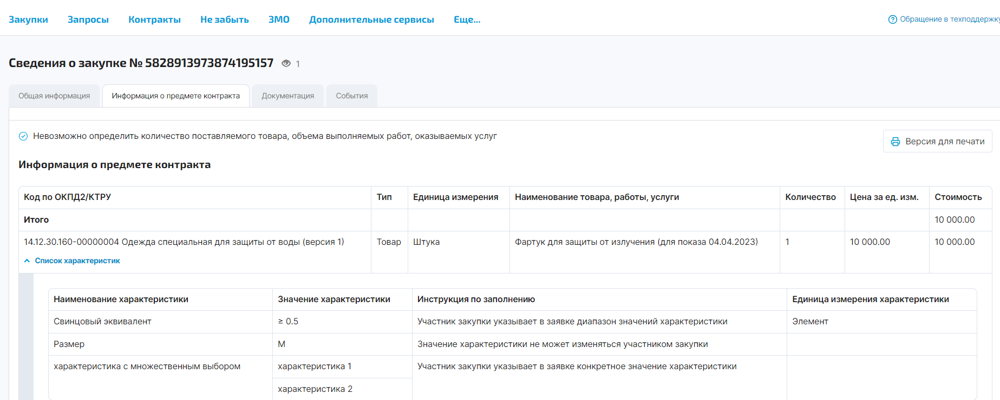 Закупки Запросы Контракты Не забыть ЗМО Дополнительные сервисы Еще... Обращение в техподдержку
Сведения о закупке № 5828913973874195157 1
Общая информация Информация о предмете контракта Документация События
Невозможно определить количество поставляемого товара, объема выполняемых работ, оказываемых услуг
Версия для печати
Информация о предмете контракта
Код по ОКПД2/КТРУ Тип Единица измерения Наименование товара, работы, услуги Количество Цена за ед. изм. Стоимость
Итого 10 000.00
14.12.30.160-00000004 Одежда специальная для защиты от воды (версия 1) Товар Штука Фартук для защиты от излучения (для показа 04.04.2023) 1 10 000.00 10 000.00
Список характеристик
Наименование характеристики Значение характеристики Инструкция по заполнению Единица измерения характеристики
Свинцовый эквивалент ≥ 0.5 Участник закупки указывает в заявке диапазон значений характеристики Элемент
Размер М Значение характеристики не может изменяться участником закупки
характеристика с множественным выбором характеристика 1 Участник закупки указывает в заявке конкретное значение характеристики
характеристика 2